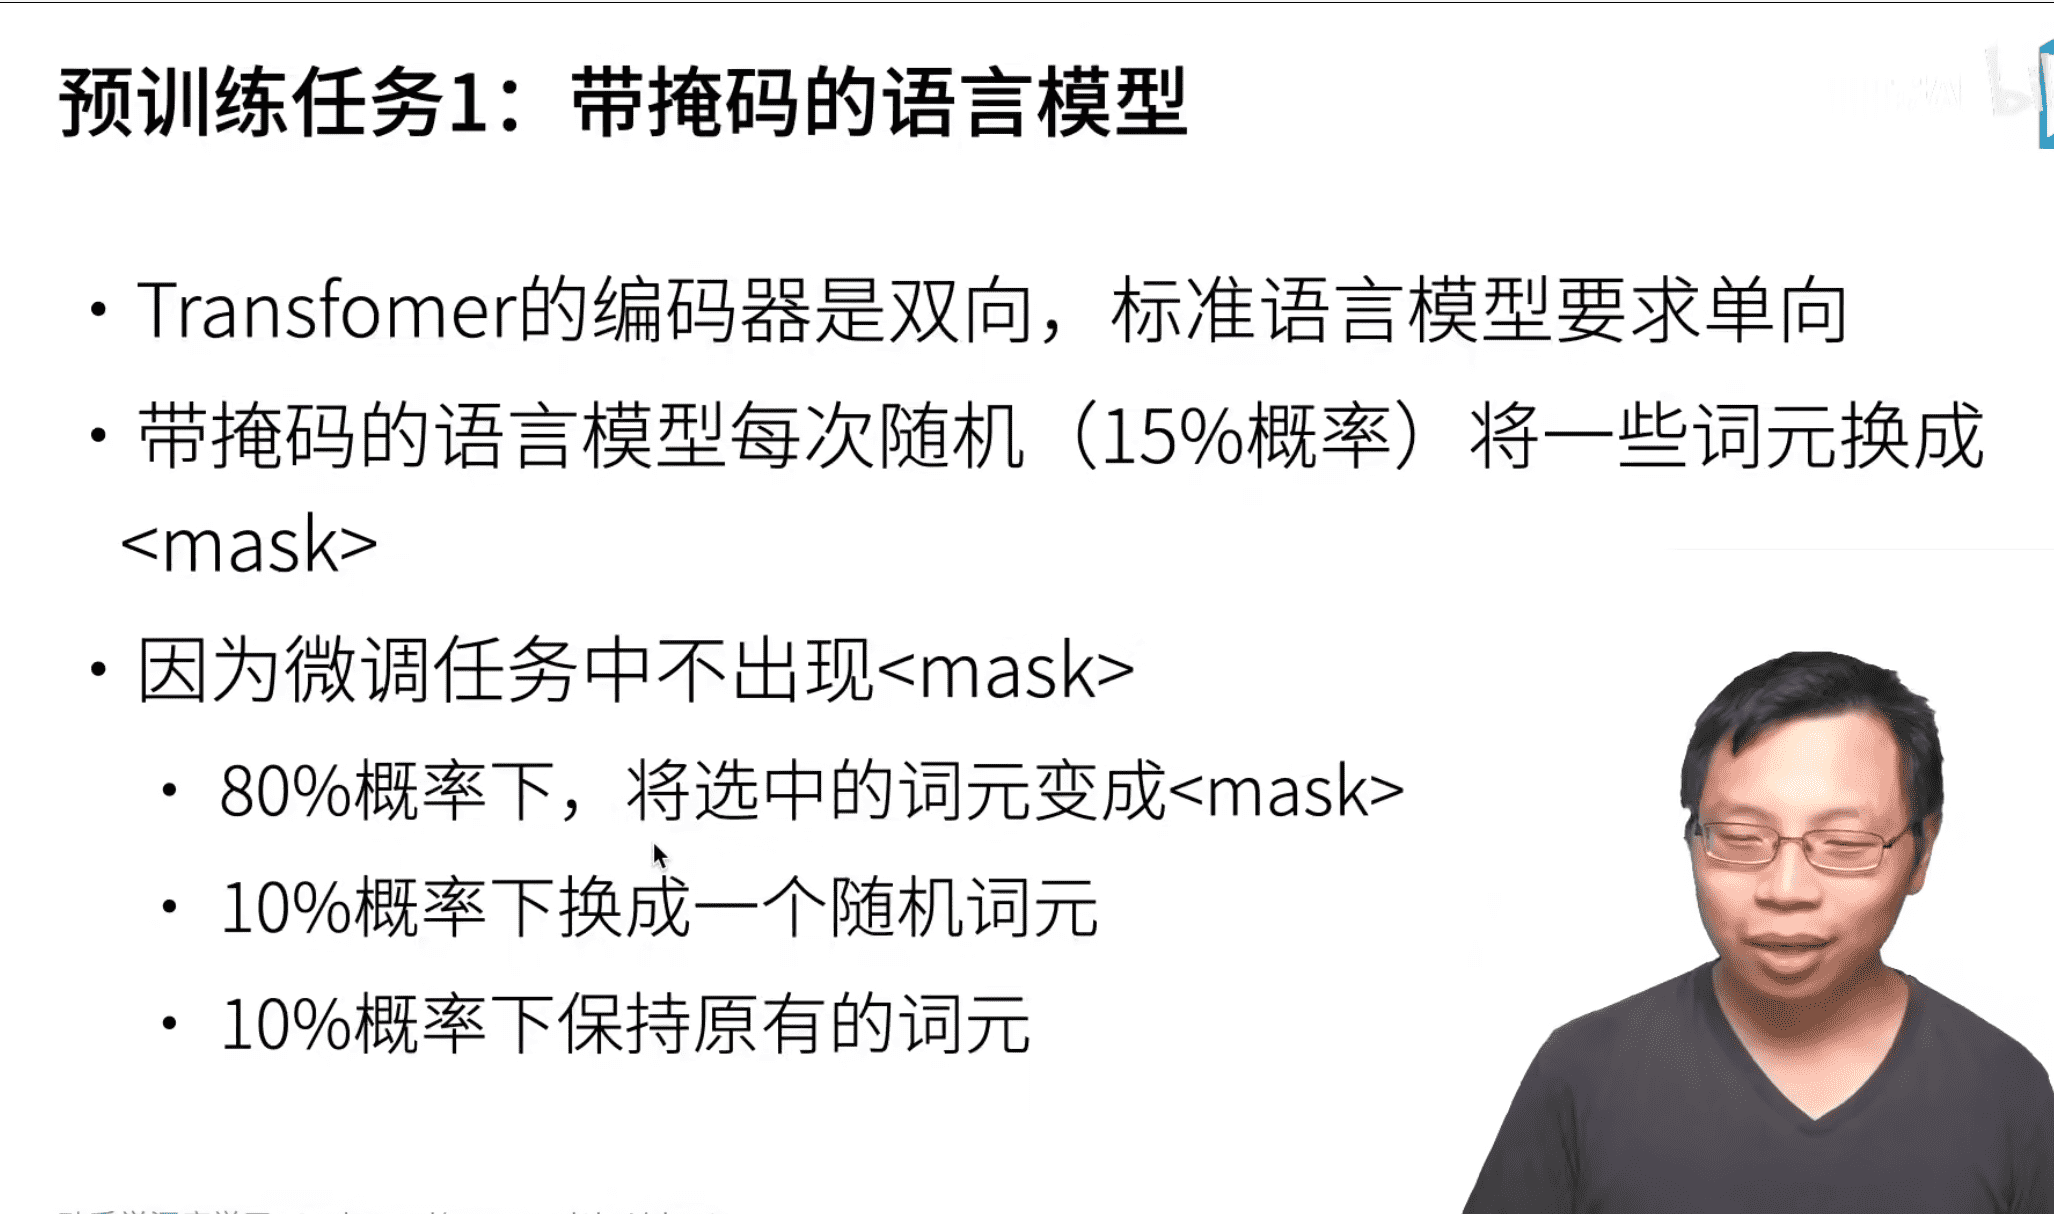 预训练任务1：带掩码的语言模型
• Transfomer的编码器是双向，标准语言模型要求单向
• 带掩码的语言模型每次随机（15%概率）将一些词元换成
<mask>
• 因为微调任务中不出现<mask>
• 80%概率下，将选中的词元变成<mask>
• 10%概率下换成一个随机词元
• 10%概率下保持原有的词元